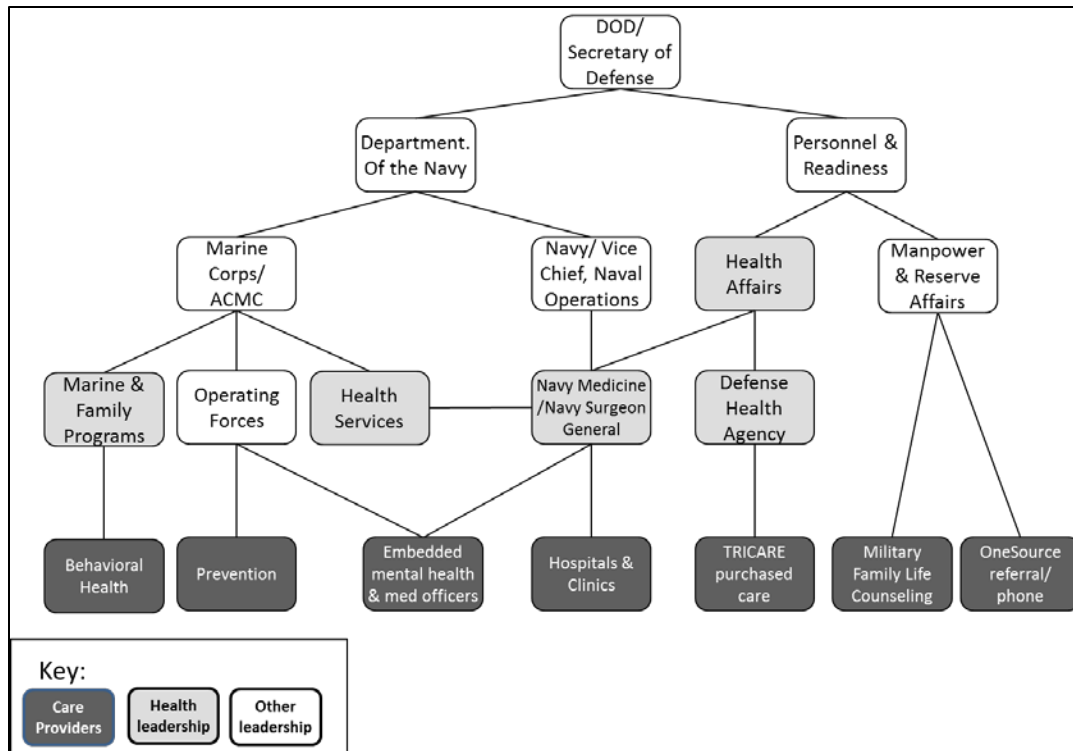 DOD/
Secretary of
Defense
Department.
Of the Navy
Personnel &
Readiness
Marine
Corps/
ACMC
Navy/ Vice
Chief, Naval
Operations
Health
Affairs
Manpower
& Reserve
Affairs
Marine &
Family
Programs
Operating
Forces
Health
Services
Navy Medicine
/Navy Surgeon
General
Defense
Health
Agency
Behavioral
Health
Prevention
Embedded
mental health
& med officers
Hospitals &
Clinics
TRICARE
purchased
care
Military
Family Life
Counseling
OneSource
referral/
phone
Key:
Care
Providers
Health
leadership
Other
leadership